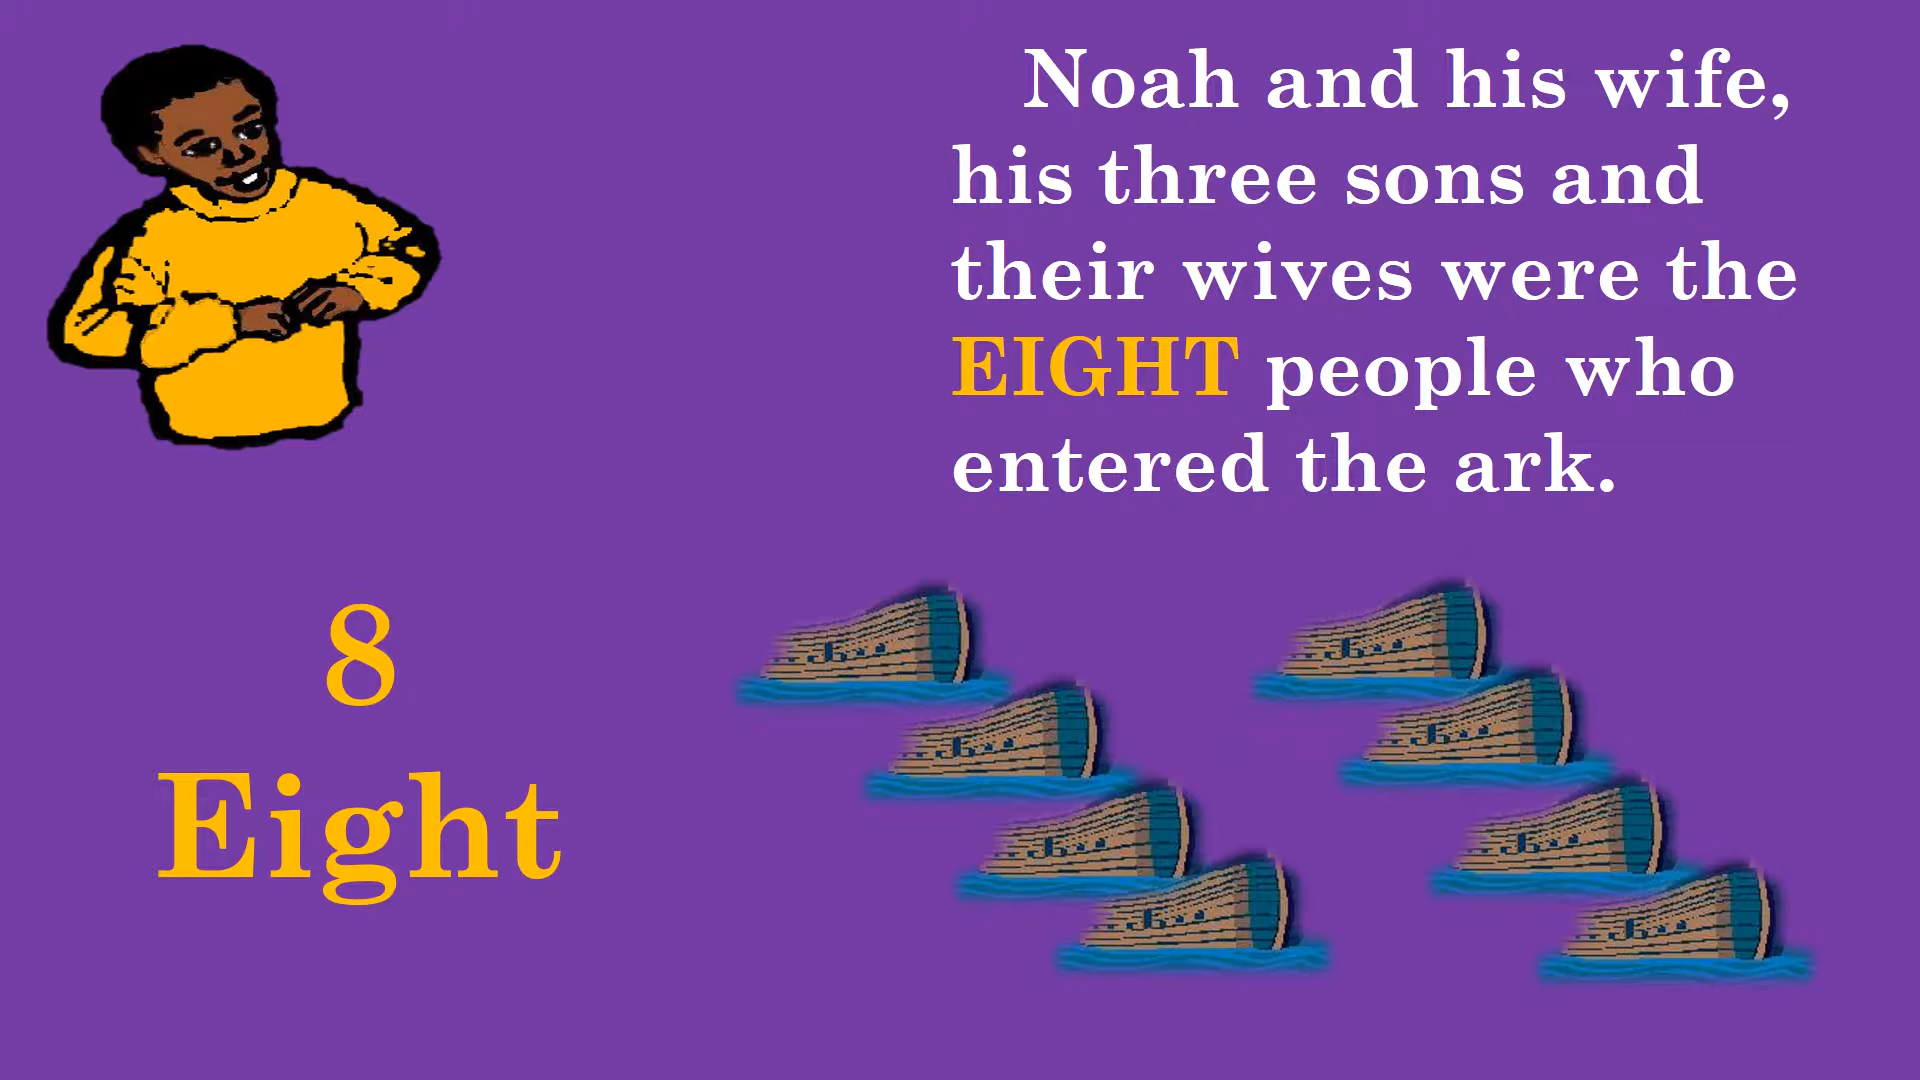 Noah and his wife,
his three sons and
their wives were the
EIGHT people who
entered the ark.
8
Eight